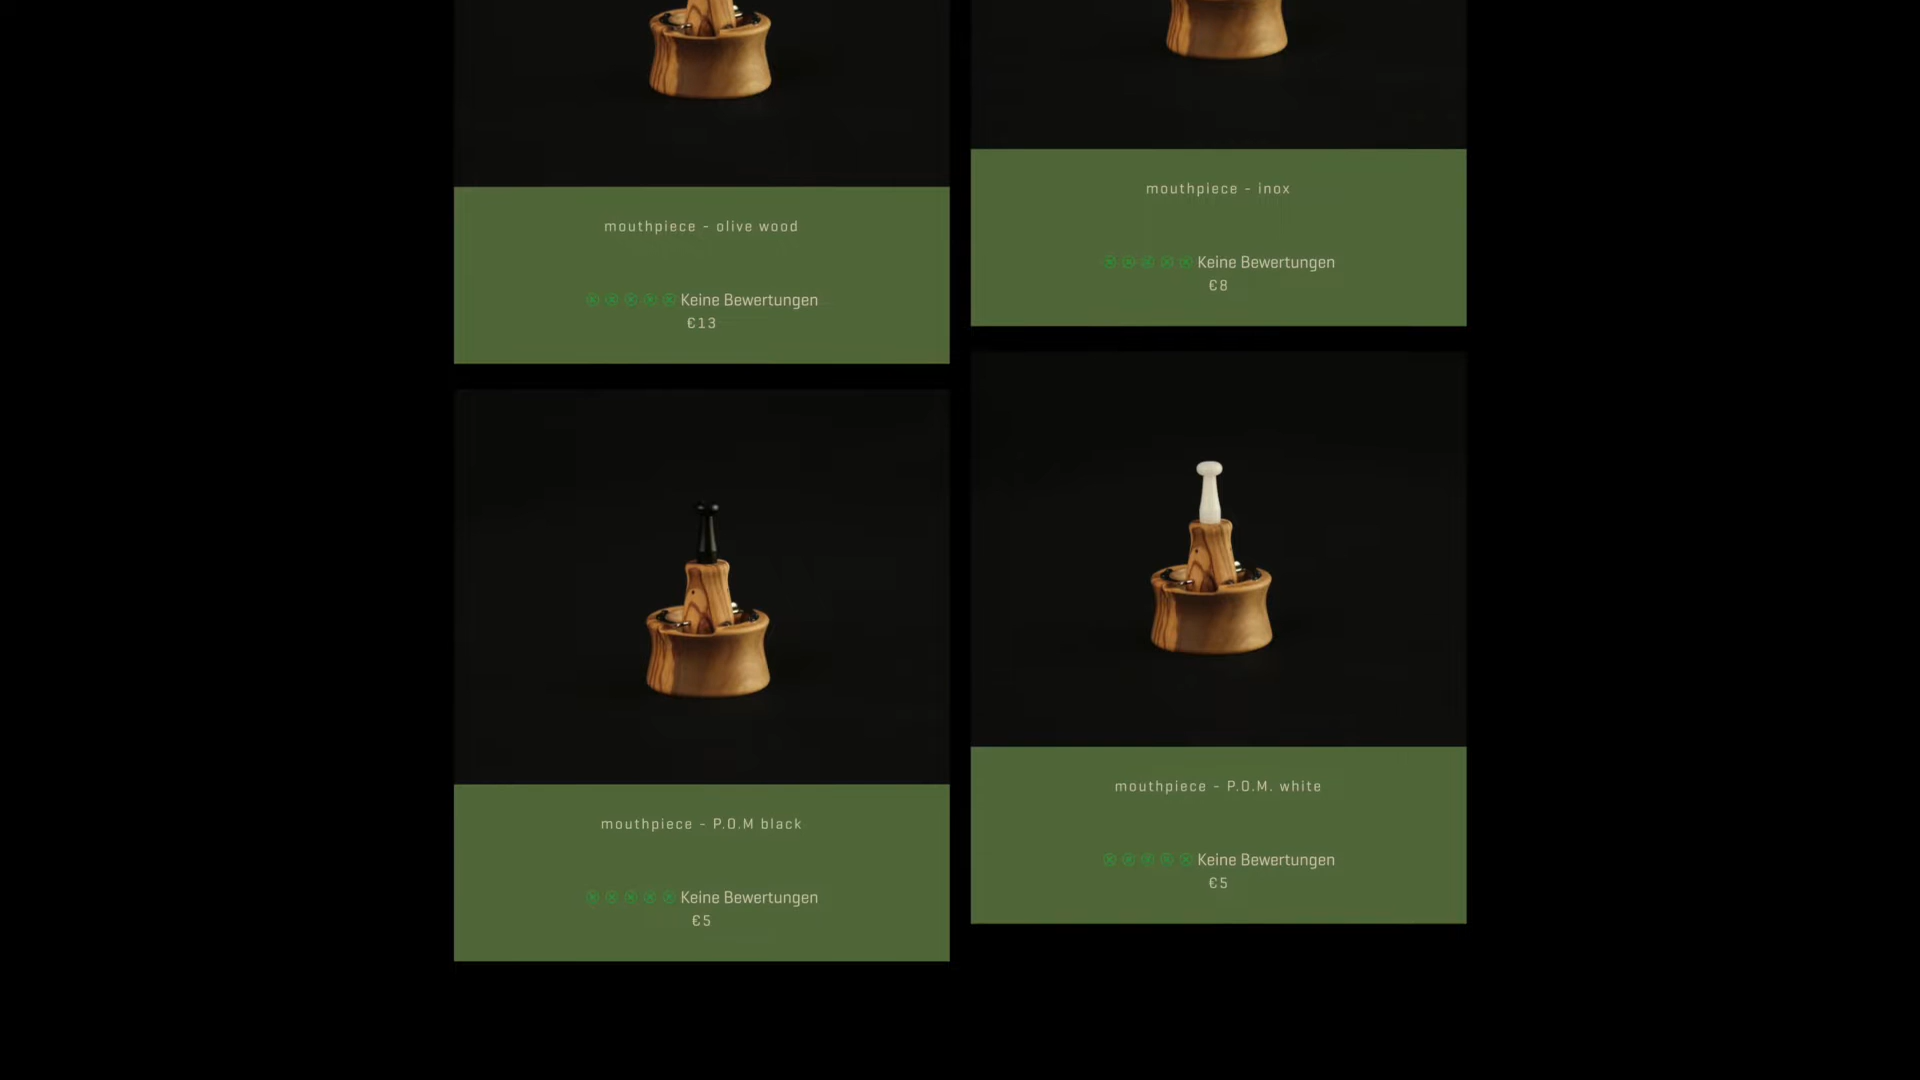 mouthpiece - olive wood
Keine Bewertungen
€13
mouthpiece - inox
Keine Bewertungen
€8
mouthpiece - P.O.M black
Keine Bewertungen
€5
mouthpiece - P.O.M. white
Keine Bewertungen
€5